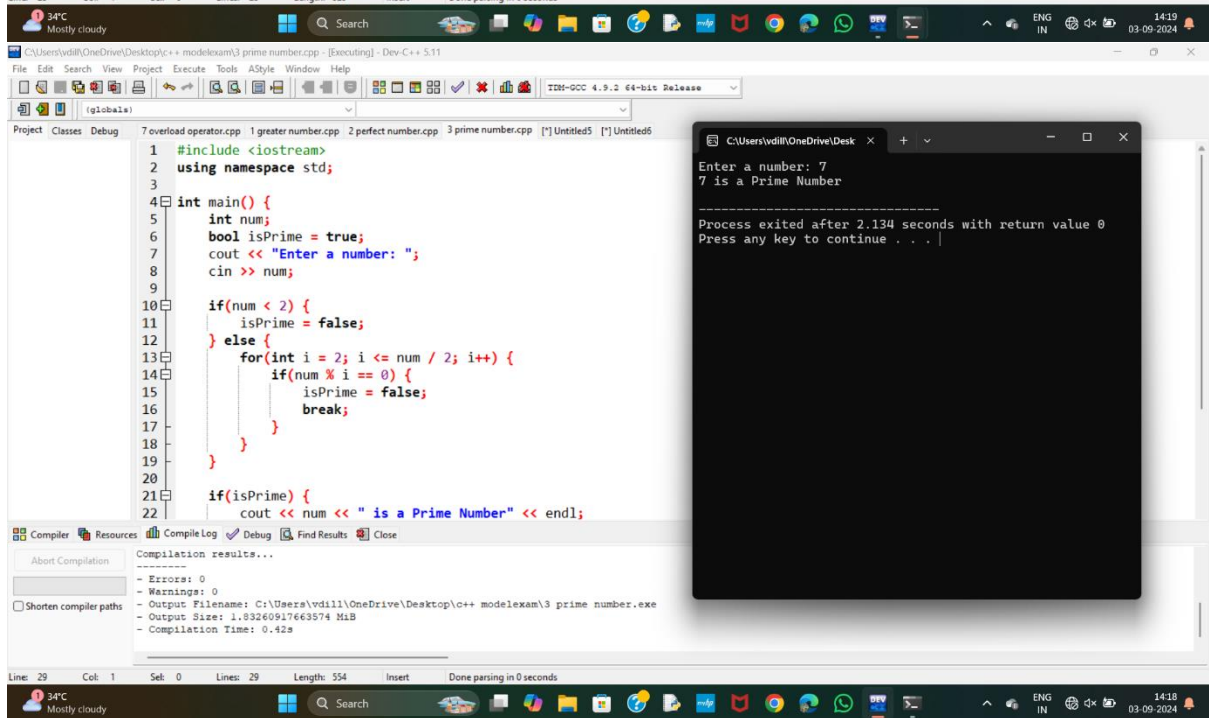 34°C
Mostly cloudy
Search
ENG
IN
14:19
03-09-2024
C:\Users\vdill\OneDrive\Desktop\c++ modelexam\3 prime number.cpp - [Executing] - Dev-C++ 5.11
File Edit Search View Project Execute Tools AStyle Window Help
TDM-GCC 4.9.2 64-bit Release
(globals)
Project Classes Debug
7 overload operator.cpp 1 greater number.cpp 2 perfect number.cpp 3 prime number.cpp [*] Untitled5 [*] Untitled6
1 #include <iostream>
2 using namespace std;
3
4 int main() {
5 int num;
6 bool isPrime = true;
7 cout << "Enter a number: ";
8 cin >> num;
9
10 if(num < 2) {
11 isPrime = false;
12 } else {
13 for(int i = 2; i <= num / 2; i++) {
14 if(num % i == 0) {
15 isPrime = false;
16 break;
17 }
18 }
19 }
20
21 if(isPrime) {
22 cout << num << " is a Prime Number" << endl;
C:\Users\vdill\OneDrive\Desk
Enter a number: 7
7 is a Prime Number
--------------------------------
Process exited after 2.134 seconds with return value 0
Press any key to continue . . .
Compiler Resources Compile Log Debug Find Results Close
Abort Compilation
Shorten compiler paths
Compilation results...
--------
- Errors: 0
- Warnings: 0
- Output Filename: C:\Users\vdill\OneDrive\Desktop\c++ modelexam\3 prime number.exe
- Output Size: 1.83260917663574 MiB
- Compilation Time: 0.42s
Line: 29 Col: 1 Sel: 0 Lines: 29 Length: 554 Insert Done parsing in 0 seconds
34°C
Mostly cloudy
Search
ENG
IN
14:18
03-09-2024